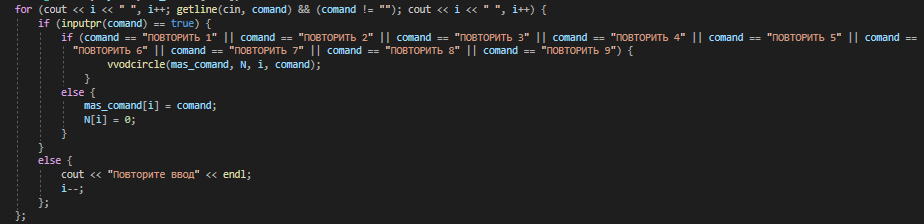 for (cout << i << " ", i++; getline(cin, comand) && (comand != ""); cout << i << " ", i++) {
if (inputpr(comand) == true) {
if (comand == "ПОВТОРИТЬ 1" || comand == "ПОВТОРИТЬ 2" || comand == "ПОВТОРИТЬ 3" || comand == "ПОВТОРИТЬ 4" || comand == "ПОВТОРИТЬ 5" || comand ==
"ПОВТОРИТЬ 6" || comand == "ПОВТОРИТЬ 7" || comand == "ПОВТОРИТЬ 8" || comand == "ПОВТОРИТЬ 9") {
vvodcircle(mas_comand, N, i, comand);
}
else {
mas_comand[i] = comand;
N[i] = 0;
}
}
else {
cout << "Повторите ввод" << endl;
i--;
};
};